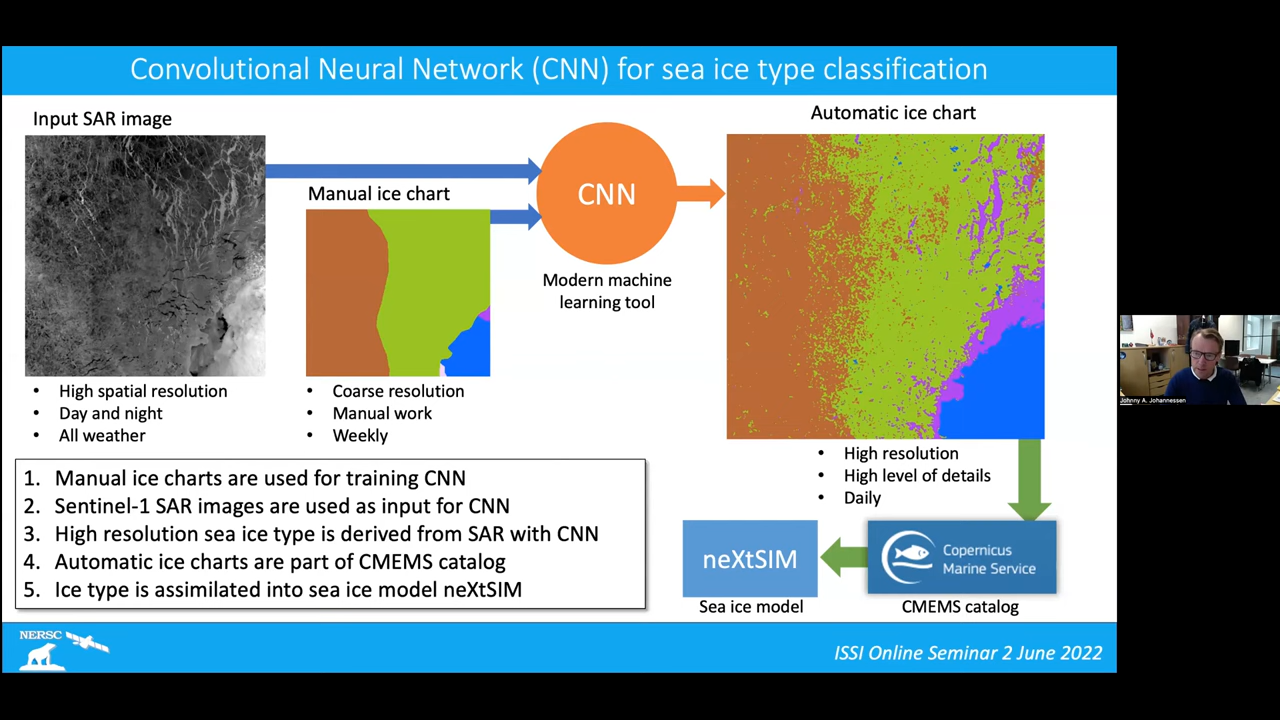 Convolutional Neural Network (CNN) for sea ice type classification
Input SAR image
Manual ice chart
CNN
Automatic ice chart
Modern machine
learning tool
• High spatial resolution
• Day and night
• All weather
• Coarse resolution
• Manual work
• Weekly
• High resolution
• High level of details
• Daily
1. Manual ice charts are used for training CNN
2. Sentinel-1 SAR images are used as input for CNN
3. High resolution sea ice type is derived from SAR with CNN
4. Automatic ice charts are part of CMEMS catalog
5. Ice type is assimilated into sea ice model neXtSIM
neXtSIM
Sea ice model
Copernicus
Marine Service
CMEMS catalog
NERSC
ISSI Online Seminar 2 June 2022
Johnny A. Johannessen